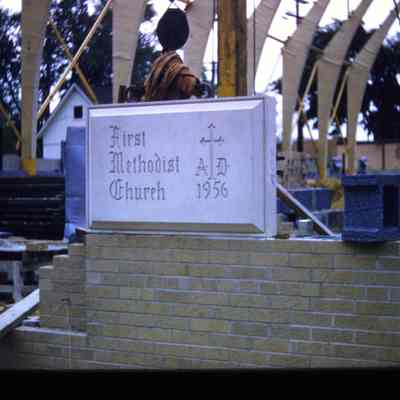 First
Methodist
Church
A D
1956